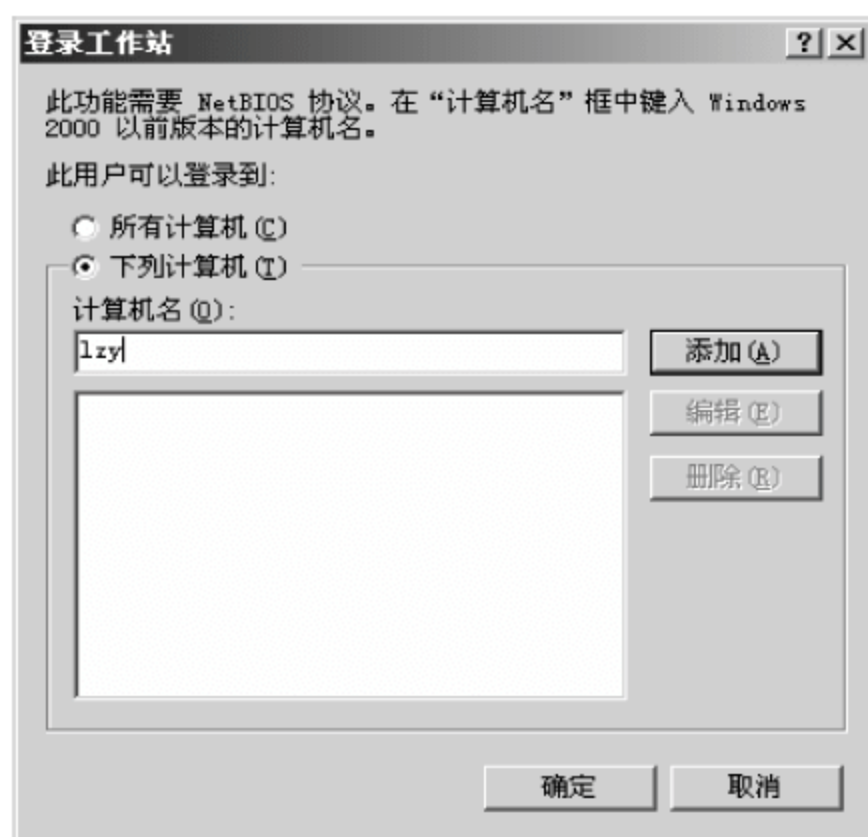 登录工作站
此功能需要 NetBIOS 协议。在“计算机名”框中键入 Windows
2000 以前版本的计算机名。
此用户可以登录到:
所有计算机(C)
下列计算机(T)
计算机名(O):
lzy
添加(A)
编辑(E)
删除(R)
确定
取消